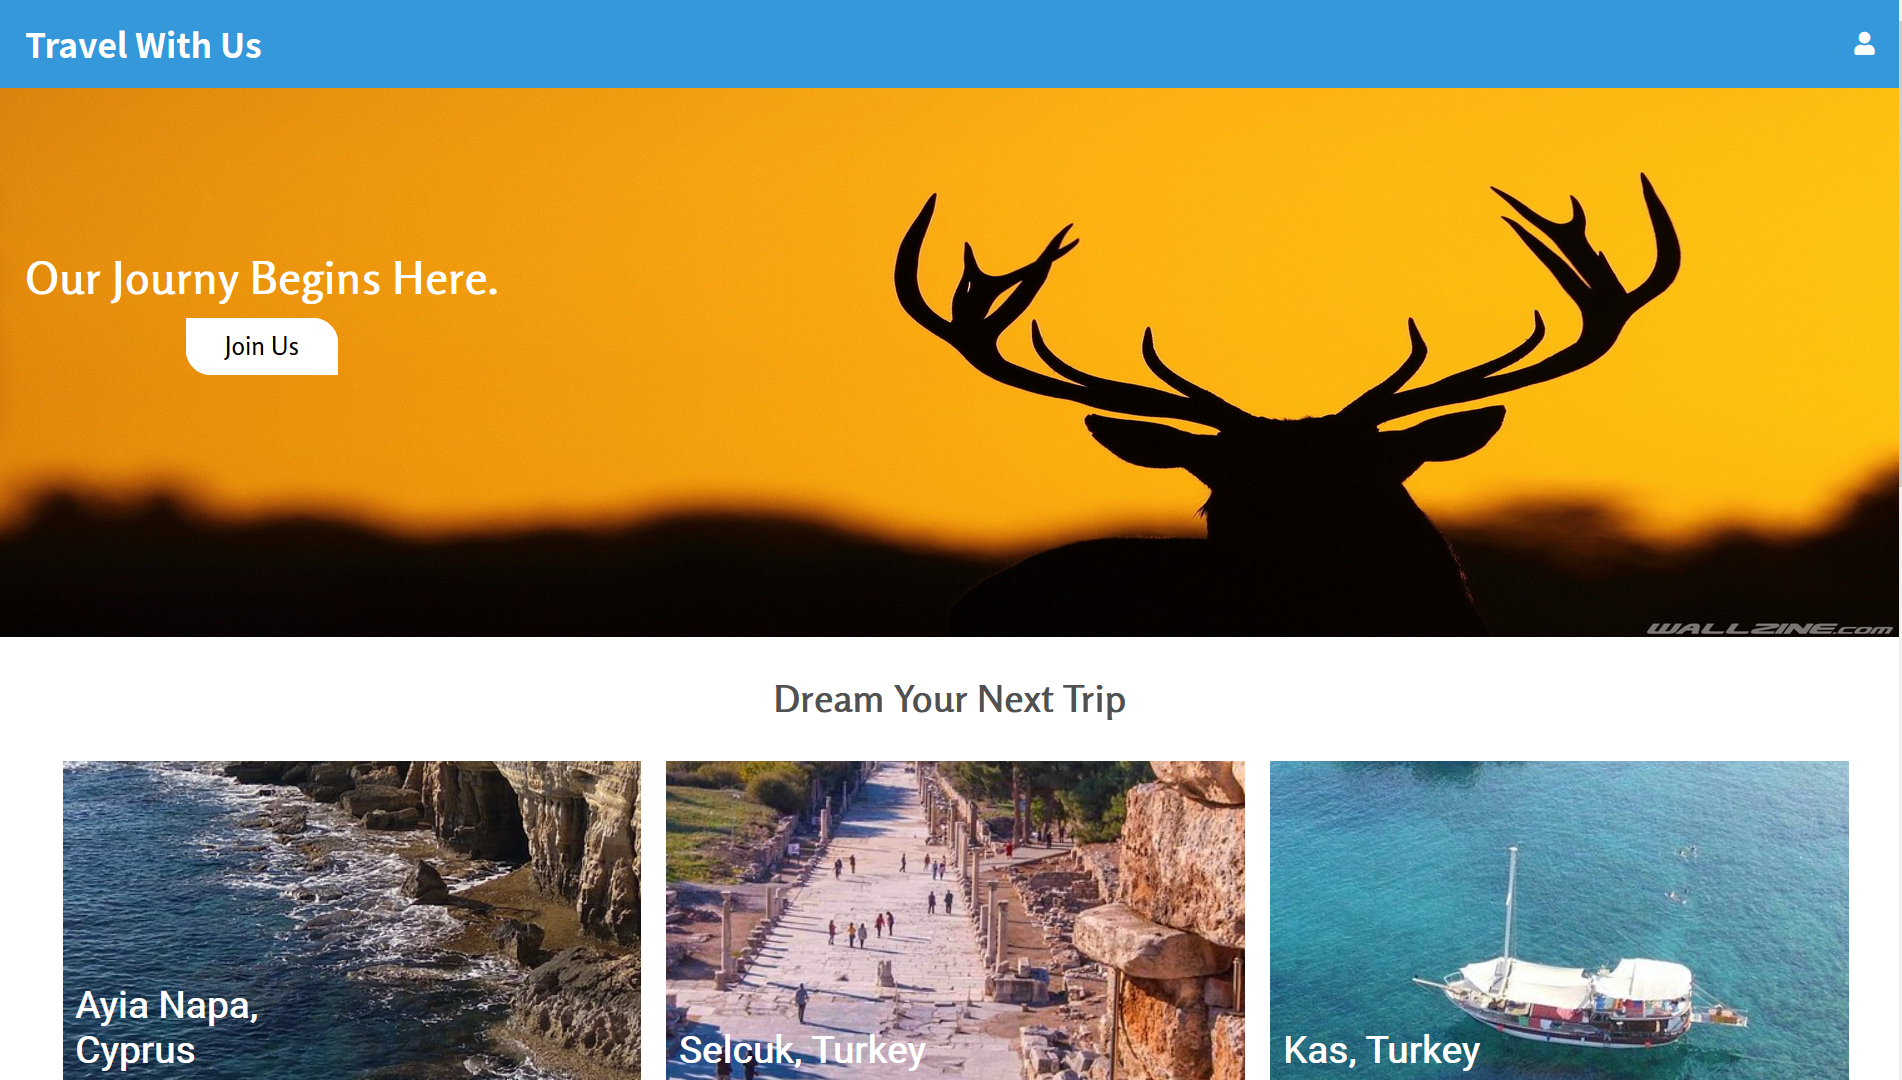 Travel With Us
Our Journy Begins Here.
Join Us
WALLZINE.com
Dream Your Next Trip
Ayia Napa,
Cyprus
Selcuk, Turkey
Kas, Turkey